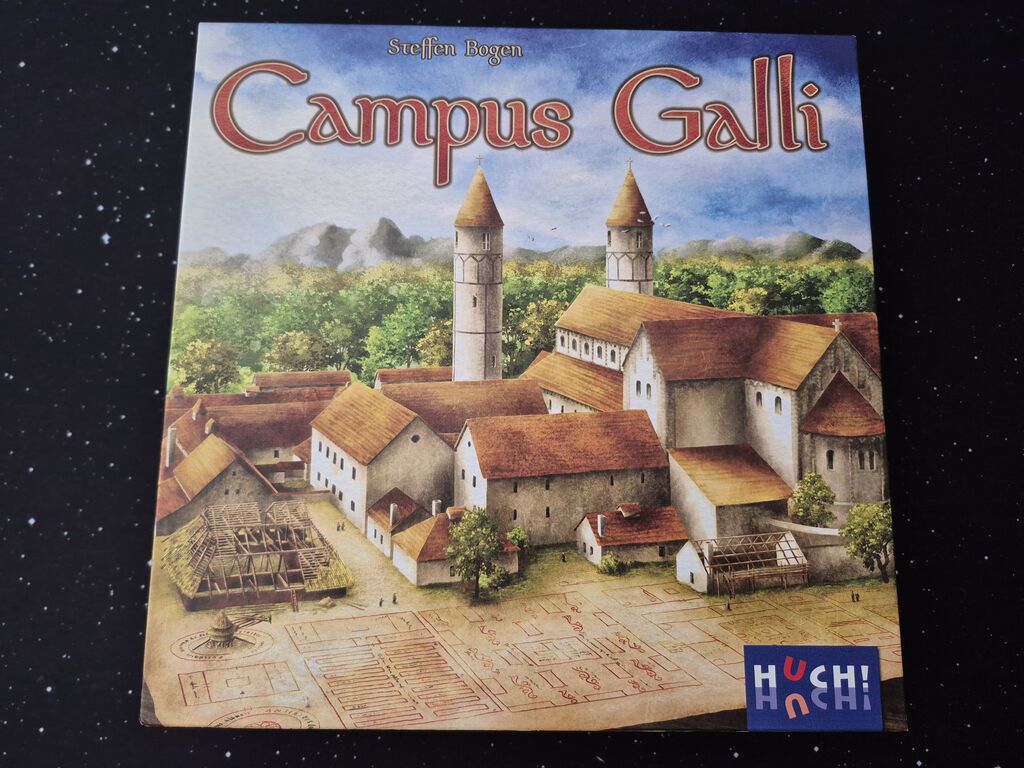 Steffen Bogen
Campus Galli
HUCH!